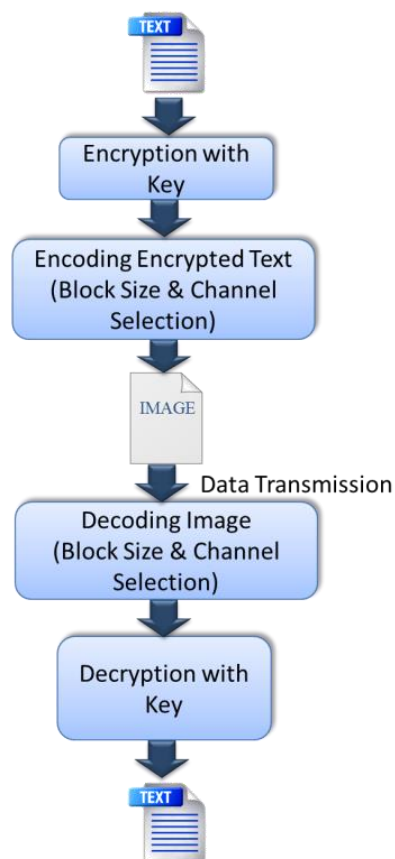 TEXT
Encryption with
Key
Encoding Encrypted Text
(Block Size & Channel
Selection)
IMAGE
Data Transmission
Decoding Image
(Block Size & Channel
Selection)
Decryption with
Key
TEXT